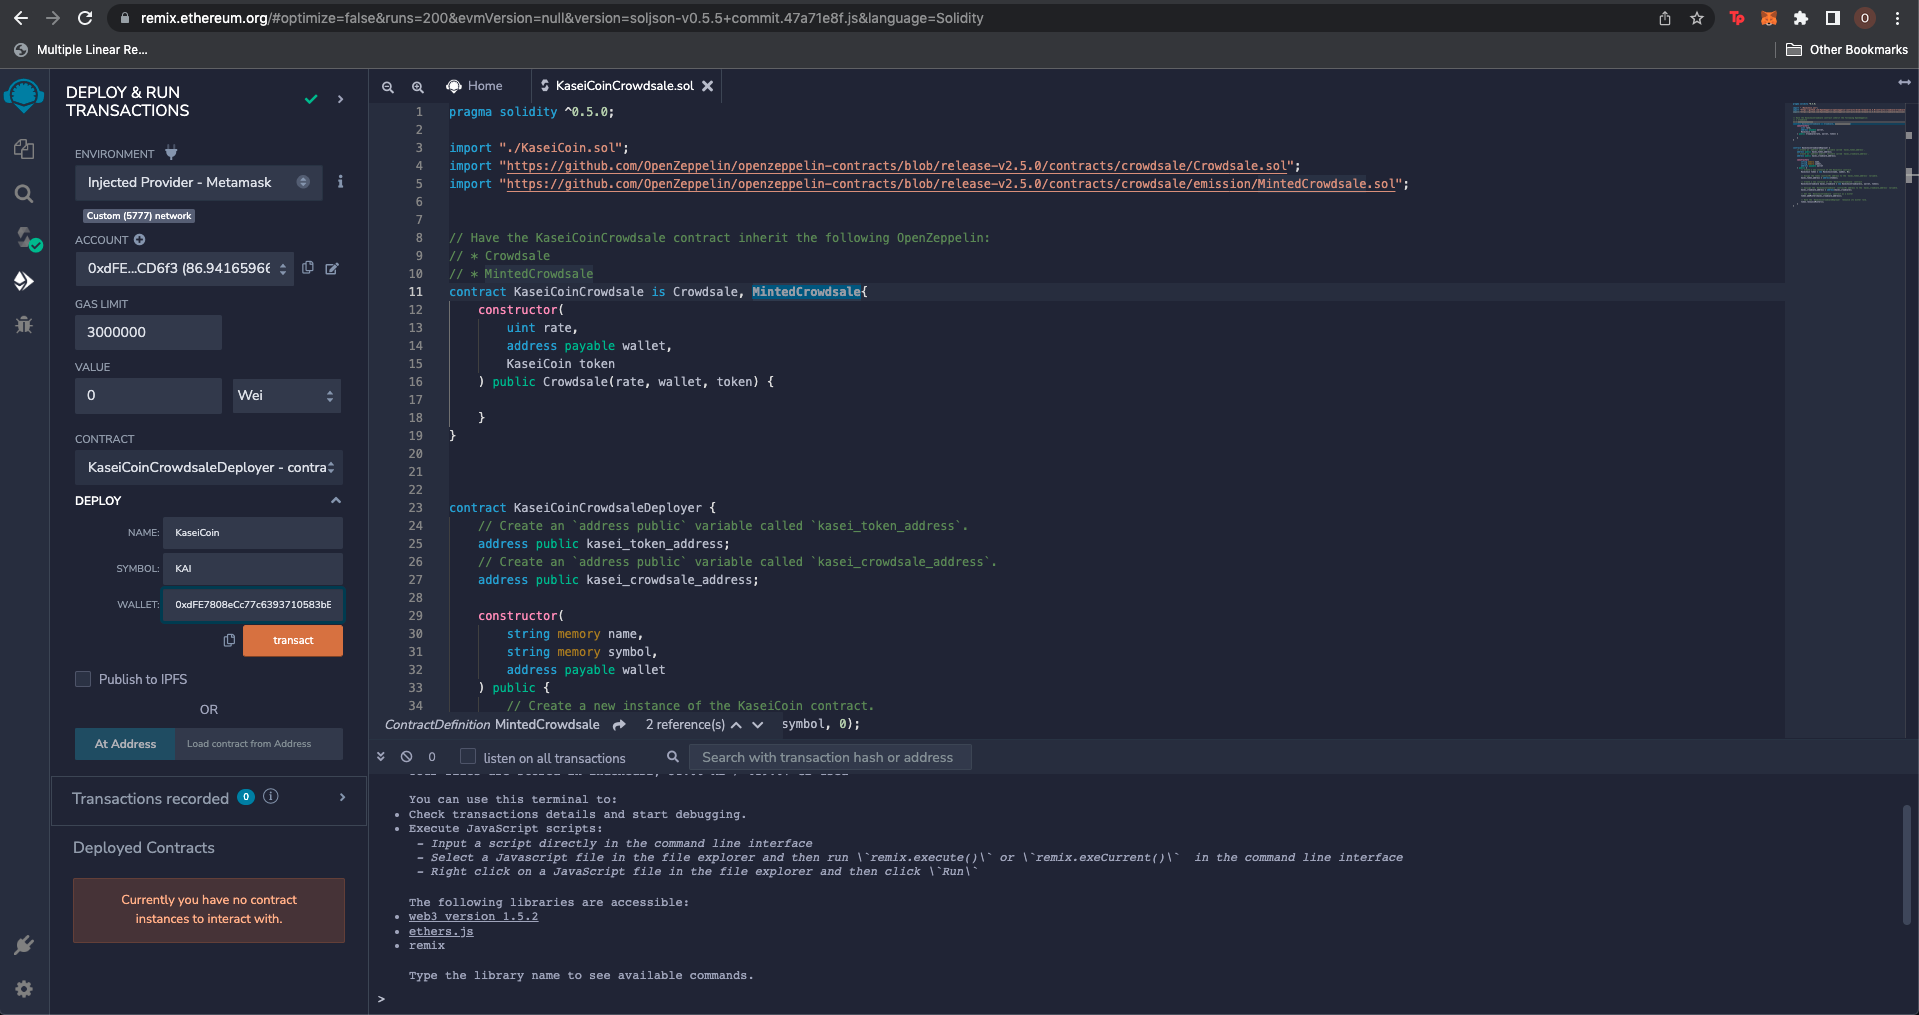 remix.ethereum.org/#optimize=false&runs=200&evmVersion=null&version=soljson-v0.5.5+commit.47a71e8f.js&language=Solidity
Tp
O
Multiple Linear Re...
Other Bookmarks
DEPLOY & RUN
TRANSACTIONS
ENVIRONMENT
Injected Provider - Metamask
Custom (5777) network
ACCOUNT
0xdFE...CD6f3 (86.94165966
GAS LIMIT
3000000
VALUE
0
Wei
CONTRACT
KaseiCoinCrowdsaleDeployer - contra
DEPLOY
NAME: KaseiCoin
SYMBOL: KAI
WALLET: 0xdFE7808eCc77c6393710583bE
transact
Publish to IPFS
OR
At Address Load contract from Address
Transactions recorded 0
Deployed Contracts
Currently you have no contract
instances to interact with.
Home KaseiCoinCrowdsale.sol
1 pragma solidity ^0.5.0;
2
3 import "./KaseiCoin.sol";
4 import "https://github.com/OpenZeppelin/openzeppelin-contracts/blob/release-v2.5.0/contracts/crowdsale/Crowdsale.sol";
5 import "https://github.com/OpenZeppelin/openzeppelin-contracts/blob/release-v2.5.0/contracts/crowdsale/emission/MintedCrowdsale.sol";
6
7
8 // Have the KaseiCoinCrowdsale contract inherit the following OpenZeppelin:
9 // * Crowdsale
10 // * MintedCrowdsale
11 contract KaseiCoinCrowdsale is Crowdsale, MintedCrowdsale{
12 constructor(
13 uint rate,
14 address payable wallet,
15 KaseiCoin token
16 ) public Crowdsale(rate, wallet, token) {
17
18 }
19 }
20
21
22
23 contract KaseiCoinCrowdsaleDeployer {
24 // Create an `address public` variable called `kasei_token_address`.
25 address public kasei_token_address;
26 // Create an `address public` variable called `kasei_crowdsale_address`.
27 address public kasei_crowdsale_address;
28
29 constructor(
30 string memory name,
31 string memory symbol,
32 address payable wallet
33 ) public {
34 // Create a new instance of the KaseiCoin contract.
ContractDefinition MintedCrowdsale 2 reference(s) symbol, 0);
0 listen on all transactions Search with transaction hash or address
You can use this terminal to:
• Check transactions details and start debugging.
• Execute JavaScript scripts:
- Input a script directly in the command line interface
- Select a Javascript file in the file explorer and then run \`remix.execute()\` or \`remix.exeCurrent()\` in the command line interface
- Right click on a JavaScript file in the file explorer and then click \`Run\`
The following libraries are accessible:
• web3 version 1.5.2
• ethers.js
• remix
Type the library name to see available commands.
>